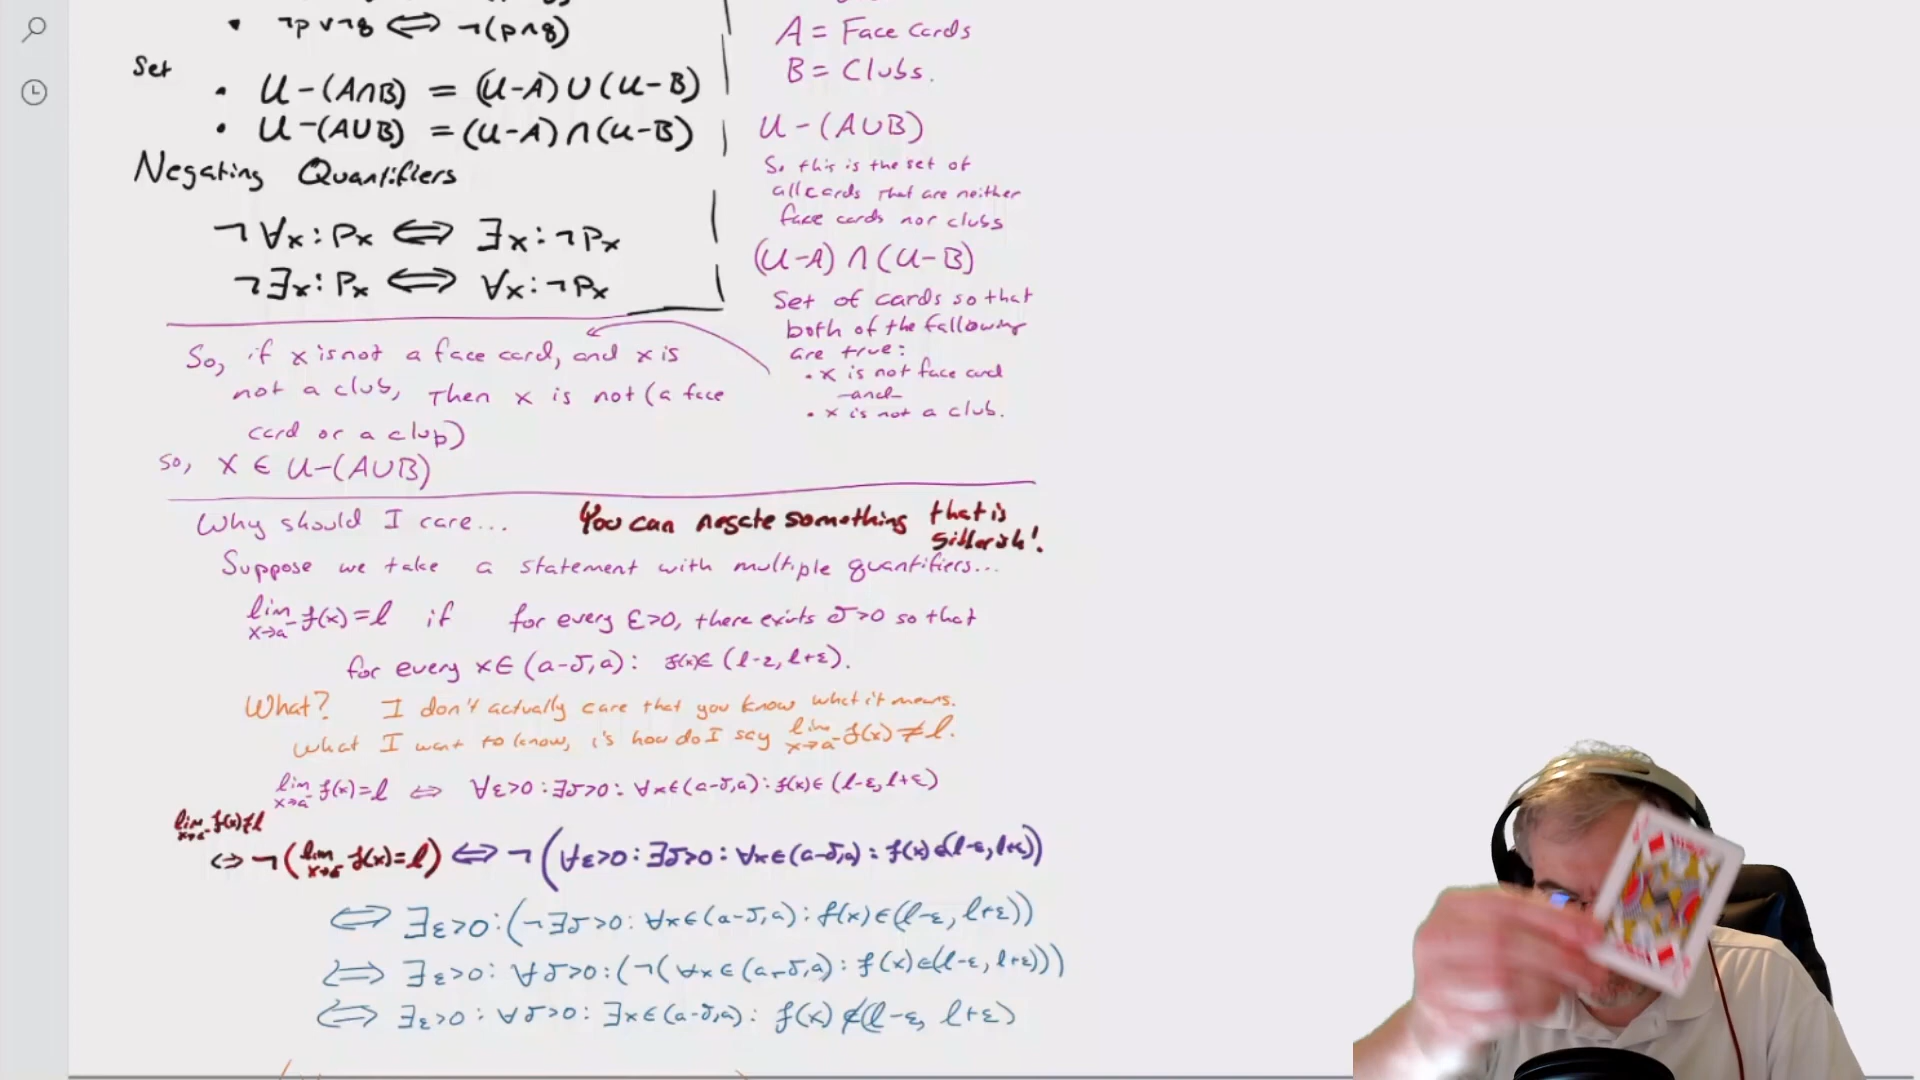 • ¬p∨¬q ⟺ ¬(p∧q)
Set
• U-(A∩B) = (U-A)∪(U-B)
• U-(A∪B) = (U-A)∩(U-B)
Negating Quantifiers
¬∀x: Px ⟺ ∃x: ¬Px
¬∃x: Px ⟺ ∀x: ¬Px
A = Face Cards
B = Clubs.
U-(A∪B)
So this is the set of
all cards that are neither
face cards nor clubs
(U-A)∩(U-B)
Set of cards so that
both of the following
are true:
• x is not face card
-and-
• x is not a club.
So, if x is not a face card, and x is
not a club, Then x is not (a face
card or a club)
so, X ∈ U-(A∪B)
Why should I care...
You can negate something that is
Suppose we take a statement with multiple quantifiers...
lim x→a⁻ f(x)=l if for every ε>0, there exists δ>0 so that
for every x∈(a-δ,a): f(x)∈(l-ε, l+ε).
What? I don't actually care that you know what it means.
What I want to know, is how do I say lim x→a⁻ f(x)≠l.
lim x→a⁻ f(x)=l ⟺ ∀ε>0:∃δ>0: ∀x∈(a-δ,a): f(x)∈(l-ε,l+ε)
lim x→a⁻ f(x)≠l
⟺ ¬(lim x→a⁻ f(x)=l) ⟺ ¬(∀ε>0:∃δ>0: ∀x∈(a-δ,a): f(x)∈(l-ε,l+ε))
⟺ ∃ε>0:(¬∃δ>0: ∀x∈(a-δ,a): f(x)∈(l-ε, l+ε))
⟺ ∃ε>0: ∀δ>0:(¬(∀x∈(a-δ,a): f(x)∈(l-ε, l+ε)))
⟺ ∃ε>0: ∀δ>0: ∃x∈(a-δ,a): f(x)∉(l-ε, l+ε)